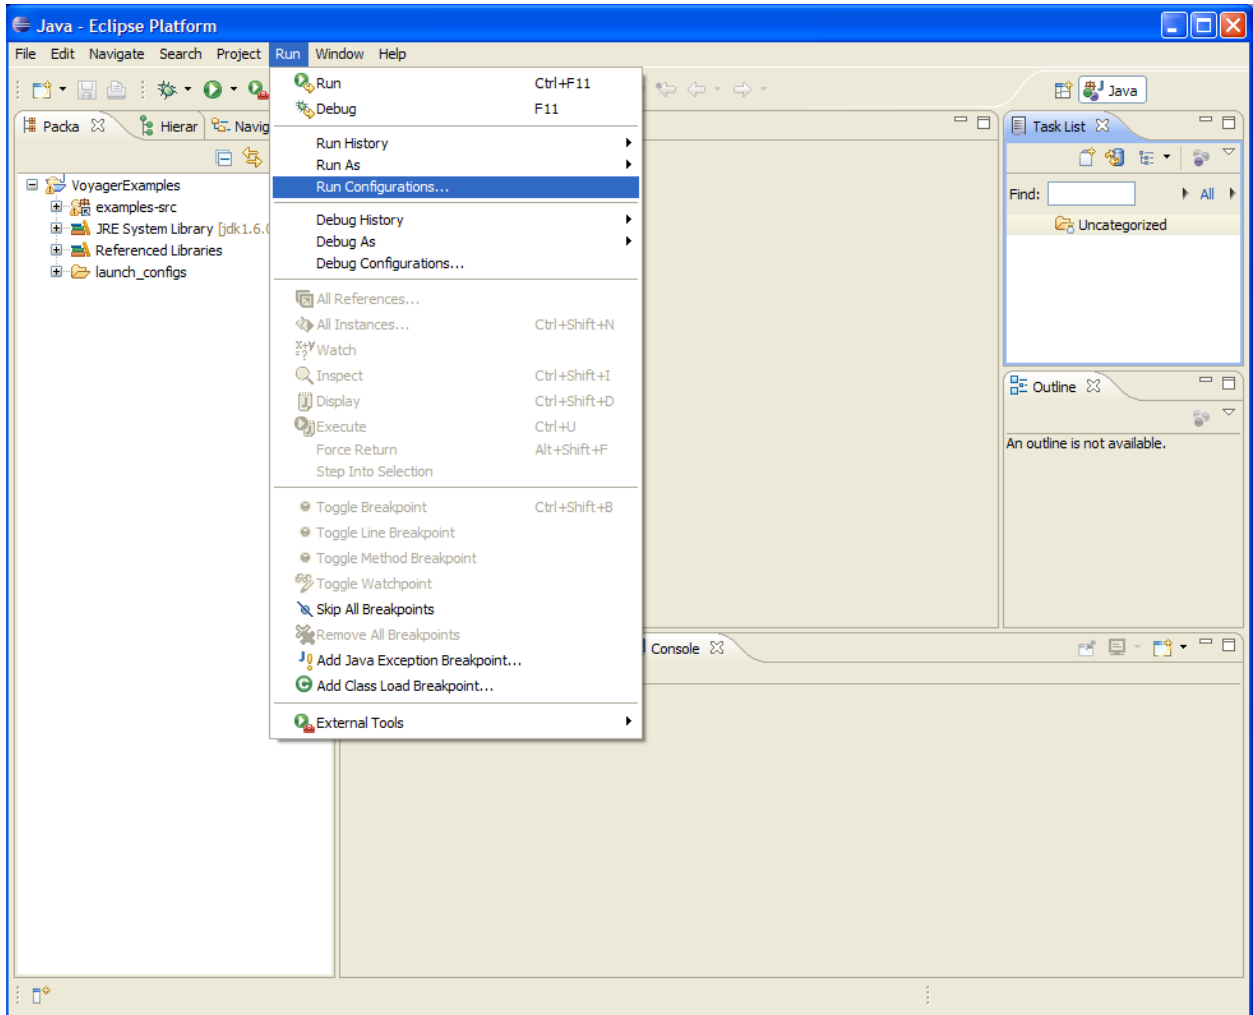 Java - Eclipse Platform
File Edit Navigate Search Project Run Window Help
Java
Packa Hierar Navig
VoyagerExamples
examples-src
JRE System Library [jdk1.6.0
Referenced Libraries
launch_configs
Run Ctrl+F11
Debug F11
Run History
Run As
Run Configurations...
Debug History
Debug As
Debug Configurations...
All References...
All Instances... Ctrl+Shift+N
Watch
Inspect Ctrl+Shift+I
Display Ctrl+Shift+D
Execute Ctrl+U
Force Return Alt+Shift+F
Step Into Selection
Toggle Breakpoint Ctrl+Shift+B
Toggle Line Breakpoint
Toggle Method Breakpoint
Toggle Watchpoint
Skip All Breakpoints
Remove All Breakpoints
Add Java Exception Breakpoint...
Add Class Load Breakpoint...
External Tools
Task List
Find: All
Uncategorized
Outline
An outline is not available.
Console